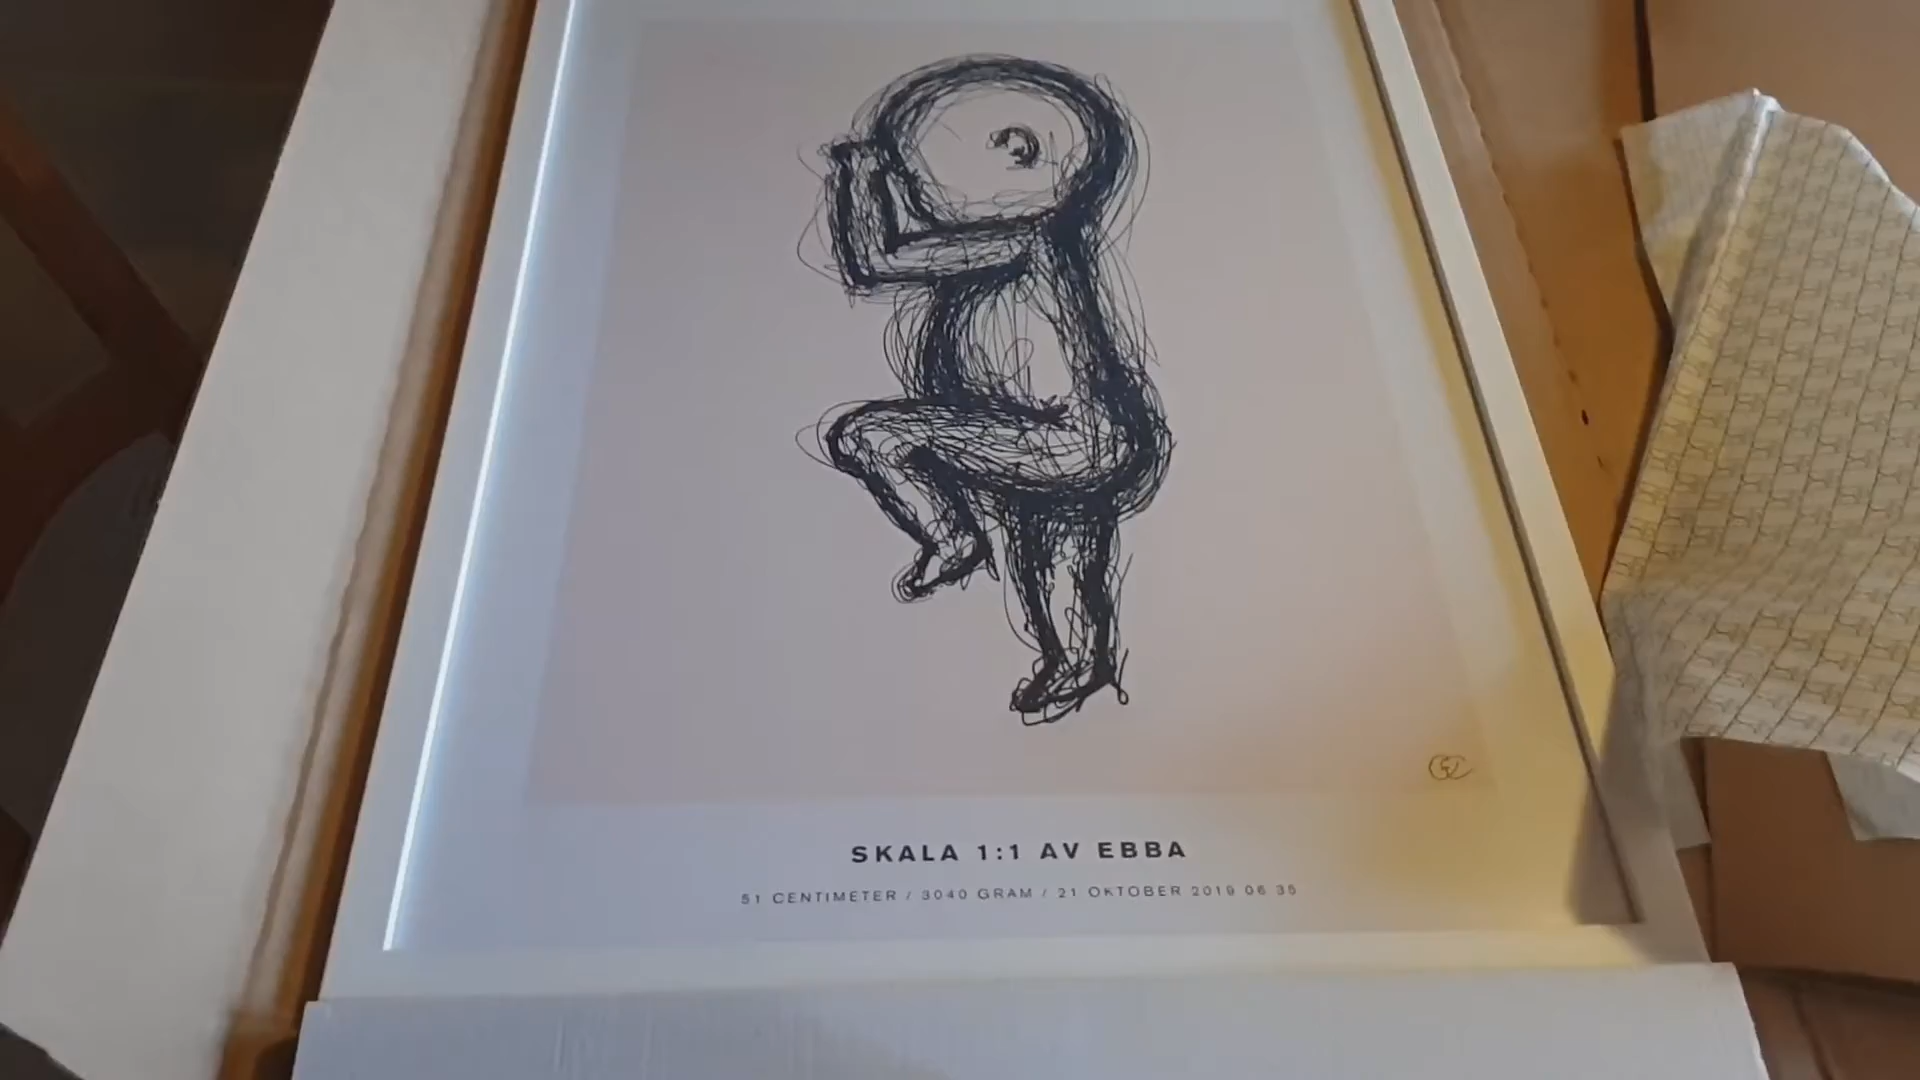 SKALA 1:1 AV EBBA
51 CENTIMETER / 3040 GRAM / 21 OKTOBER 2019 06 35